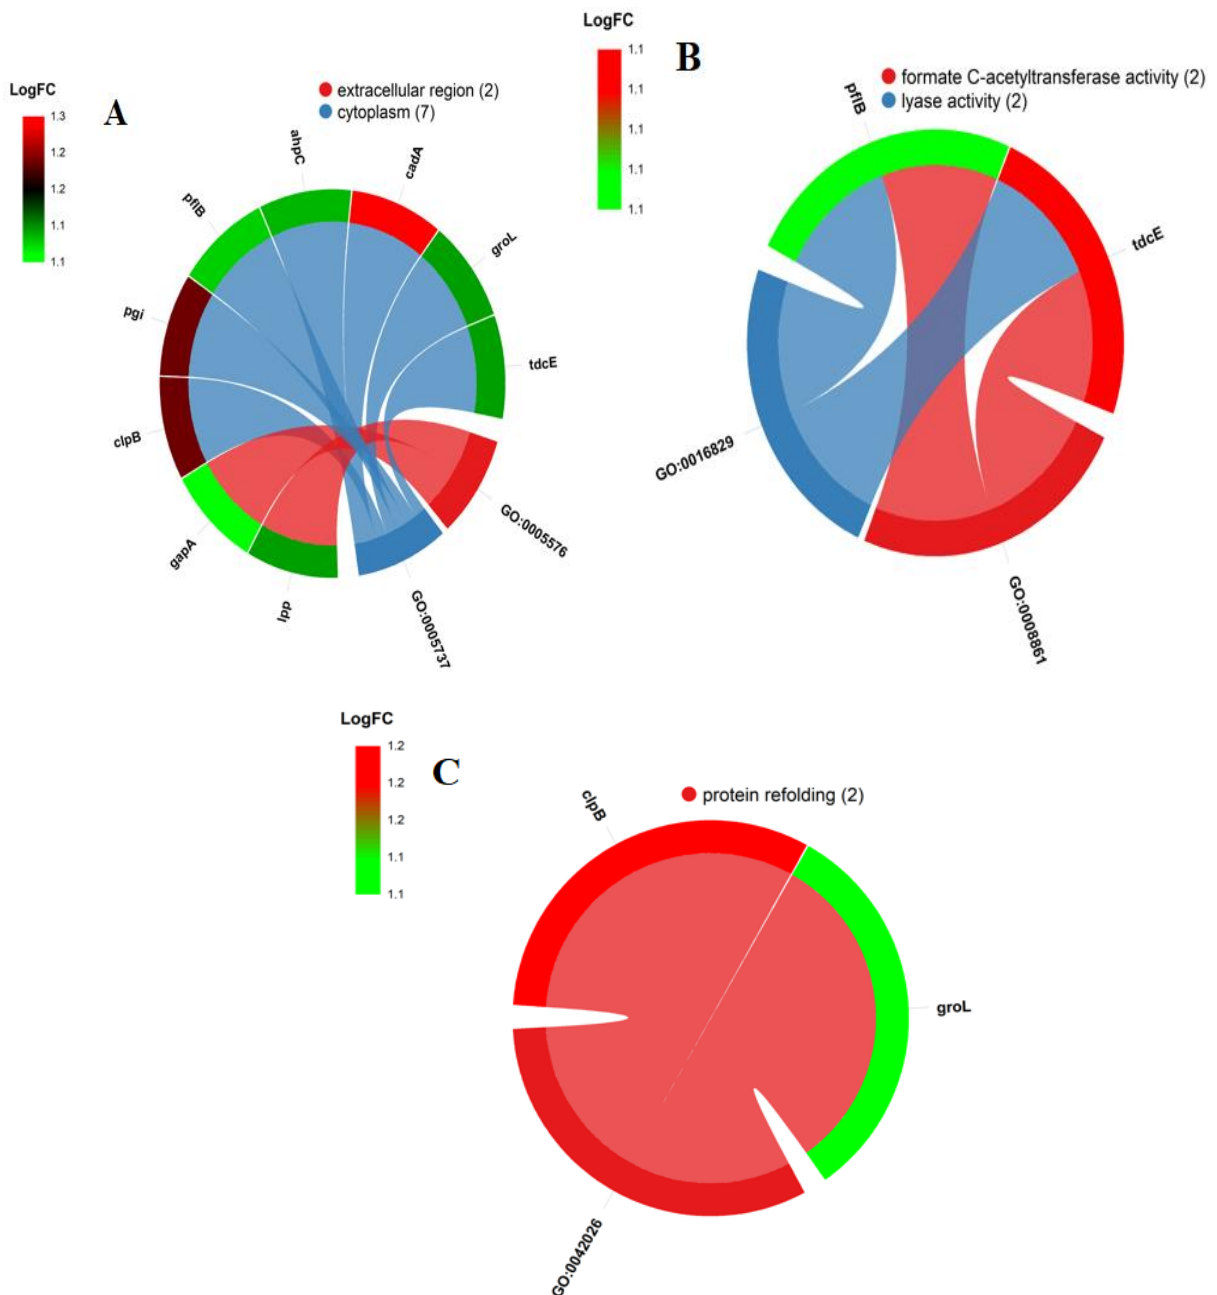 LogFC
1.3
1.2
1.2
1.1
1.1
A
extracellular region (2)
cytoplasm (7)
ahpC
cadA
pflB
groL
pgi
tdcE
clpB
gapA
lpp
GO:0005737
GO:0005576
LogFC
1.1
1.1
1.1
1.1
1.1
B
formate C-acetyltransferase activity (2)
lyase activity (2)
pflB
tdcE
GO:0016829
GO:0008861
LogFC
1.2
1.2
1.2
1.1
1.1
C
protein refolding (2)
clpB
groL
GO:0042026